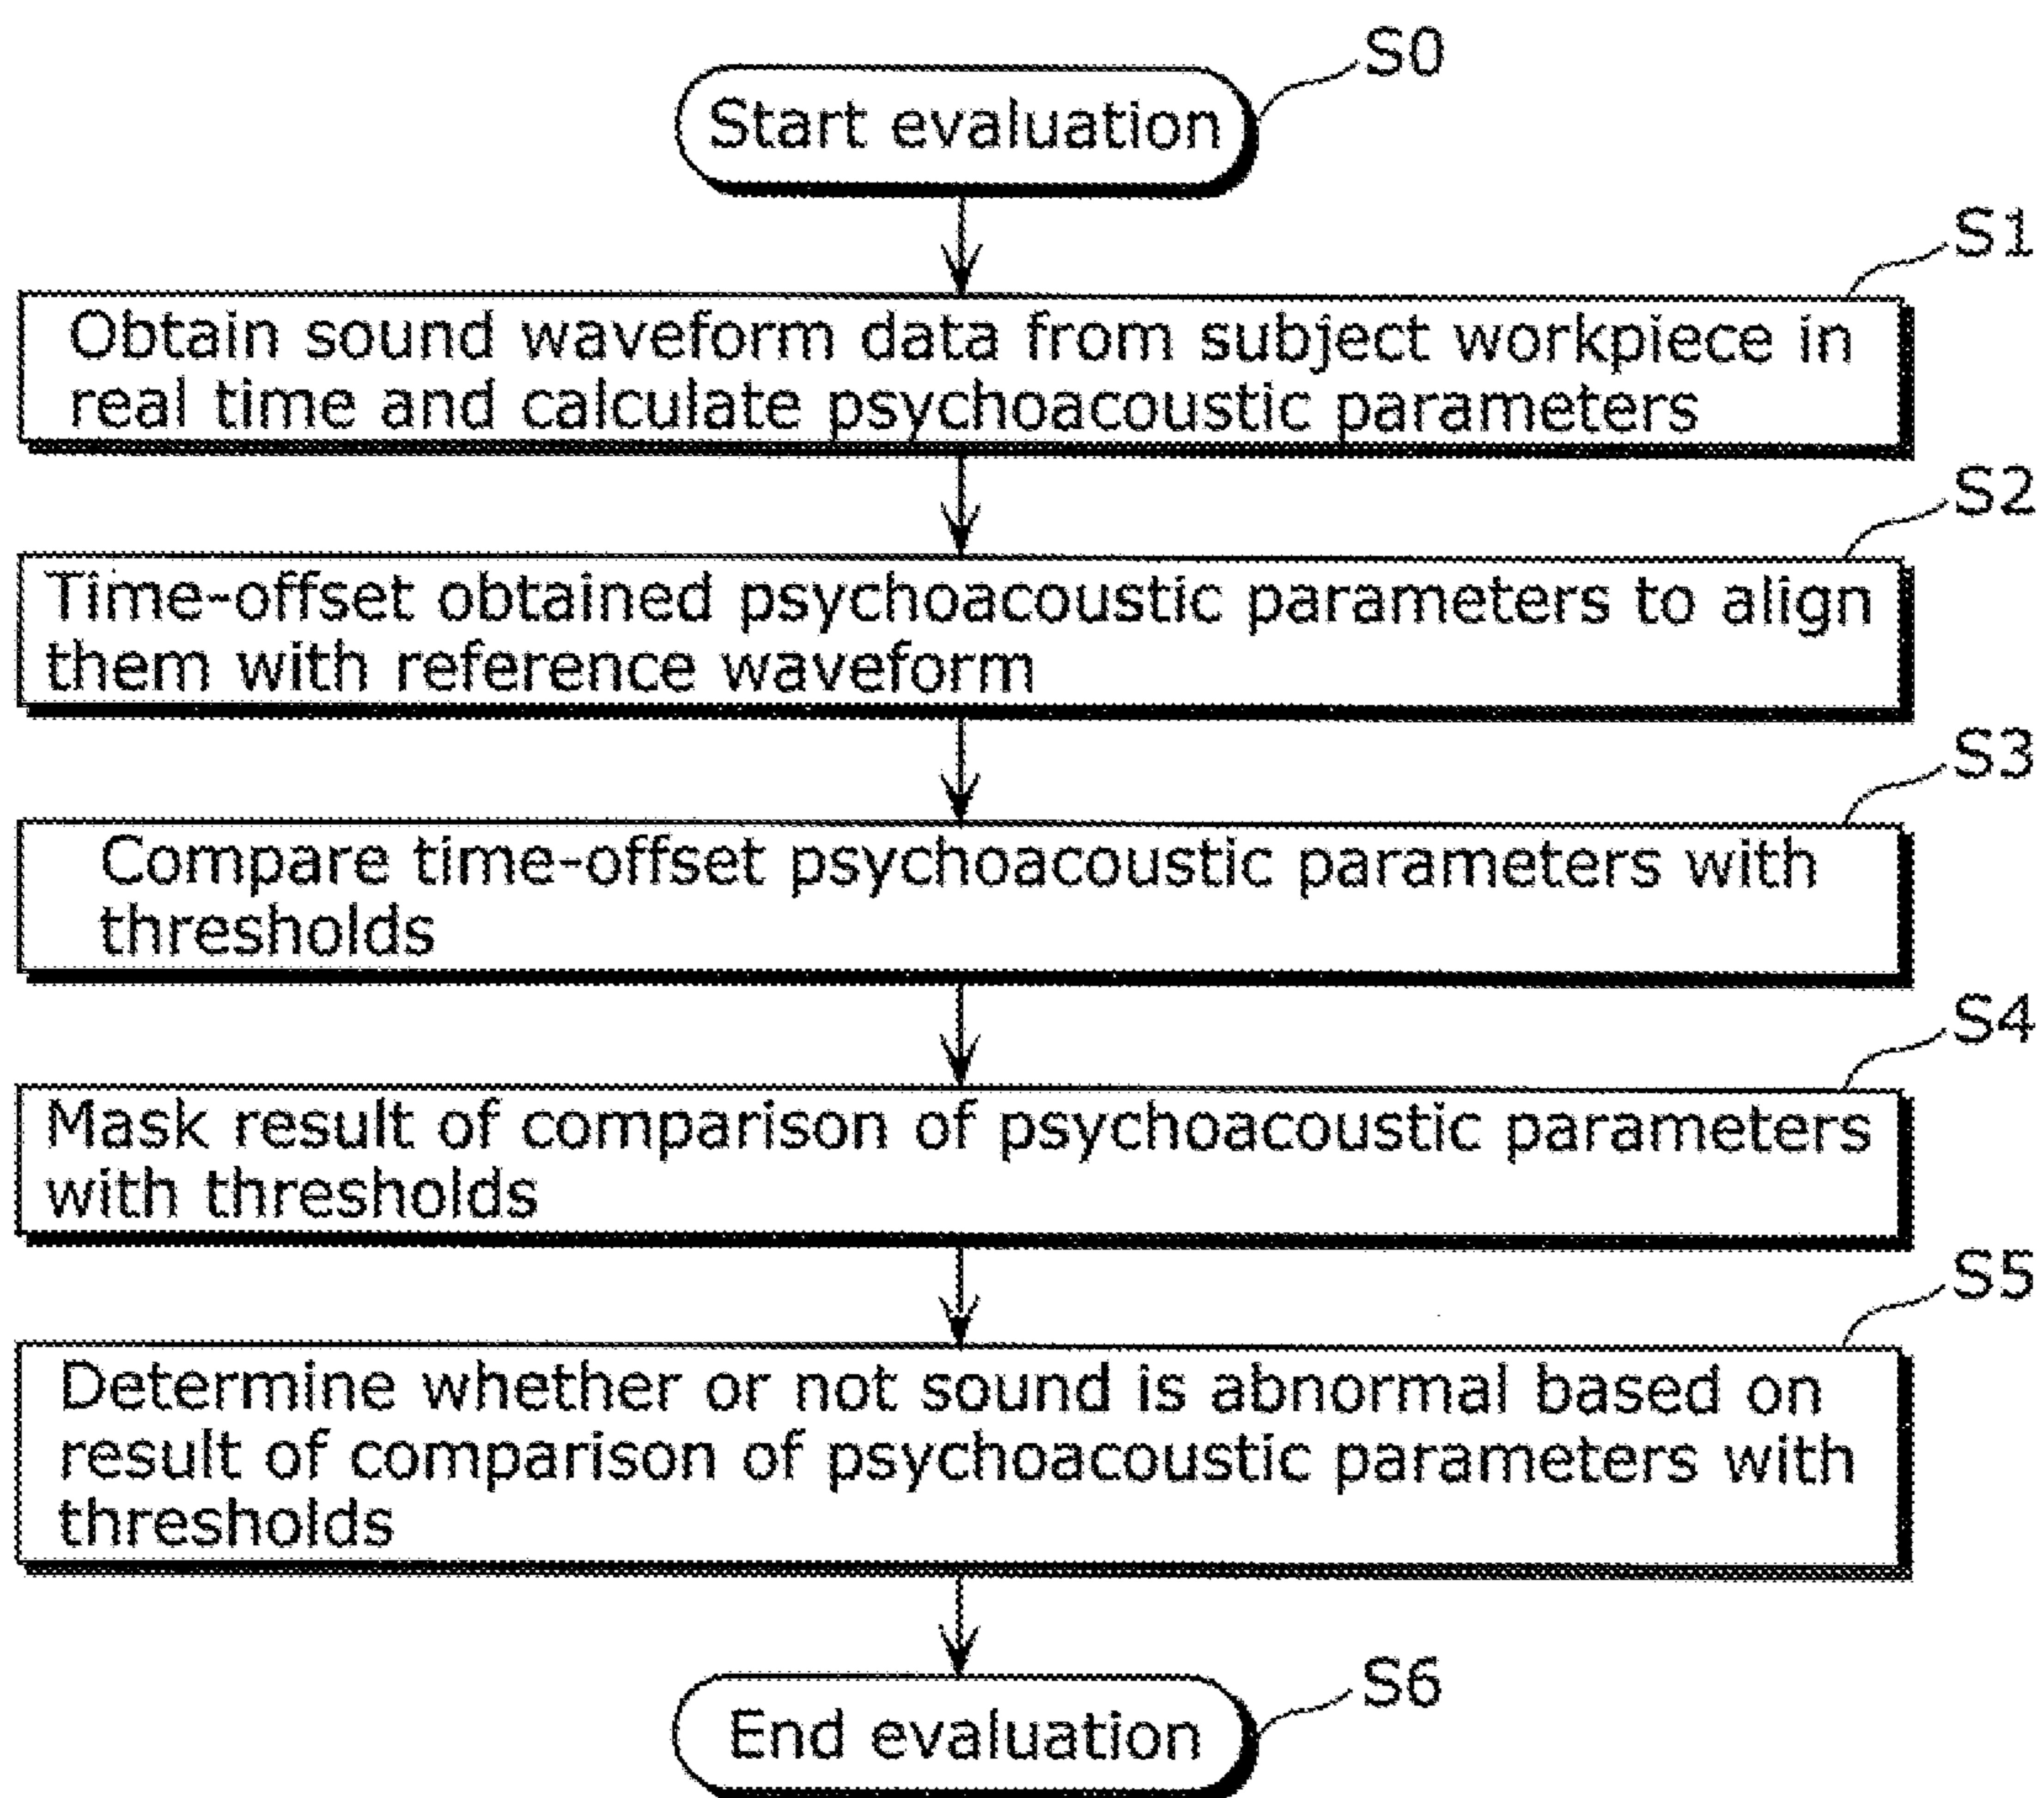 S0
Start evaluation
S1
Obtain sound waveform data from subject workpiece in
real time and calculate psychoacoustic parameters
S2
Time-offset obtained psychoacoustic parameters to align
them with reference waveform
S3
Compare time-offset psychoacoustic parameters with
thresholds
S4
Mask result of comparison of psychoacoustic parameters
with thresholds
S5
Determine whether or not sound is abnormal based on
result of comparison of psychoacoustic parameters with
thresholds
S6
End evaluation